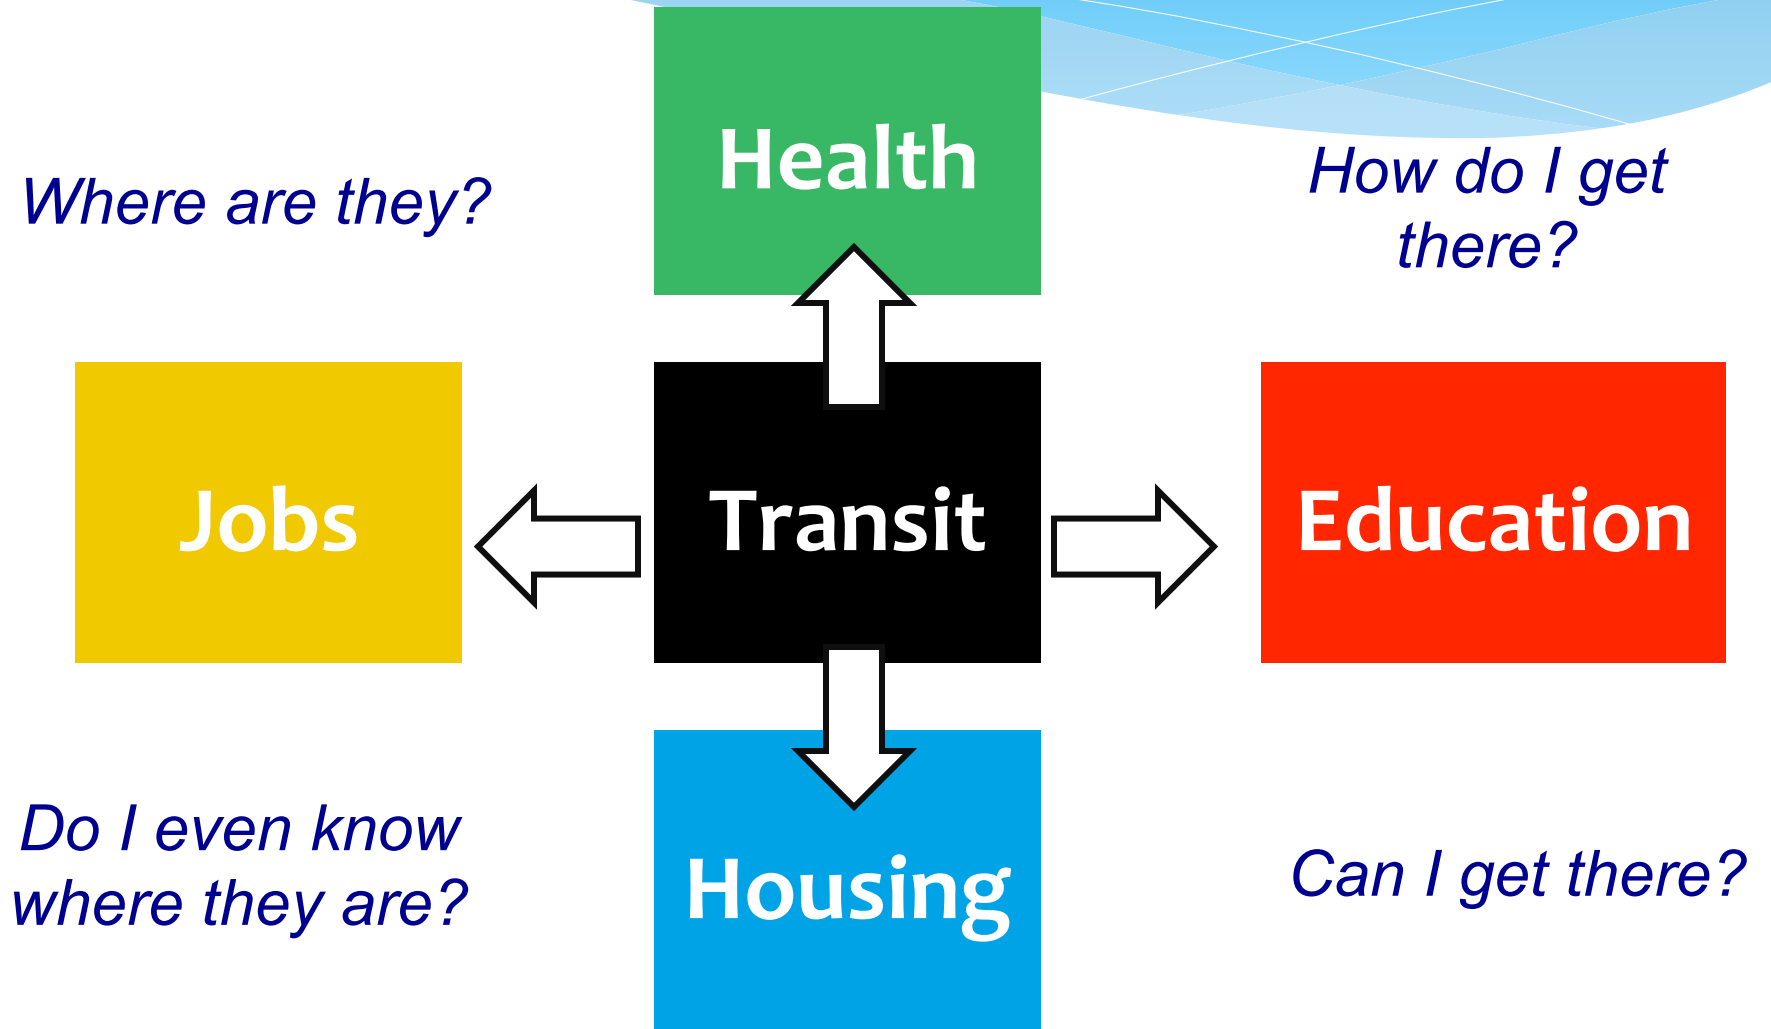 Health
Where are they?
How do I get
there?
Jobs
Transit
Education
Do I even know
where they are?
Housing
Can I get there?